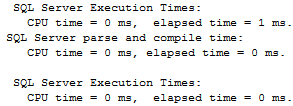 SQL Server Execution Times:
CPU time = 0 ms,  elapsed time = 1 ms.
SQL Server parse and compile time:
CPU time = 0 ms, elapsed time = 0 ms.
SQL Server Execution Times:
CPU time = 0 ms,  elapsed time = 0 ms.